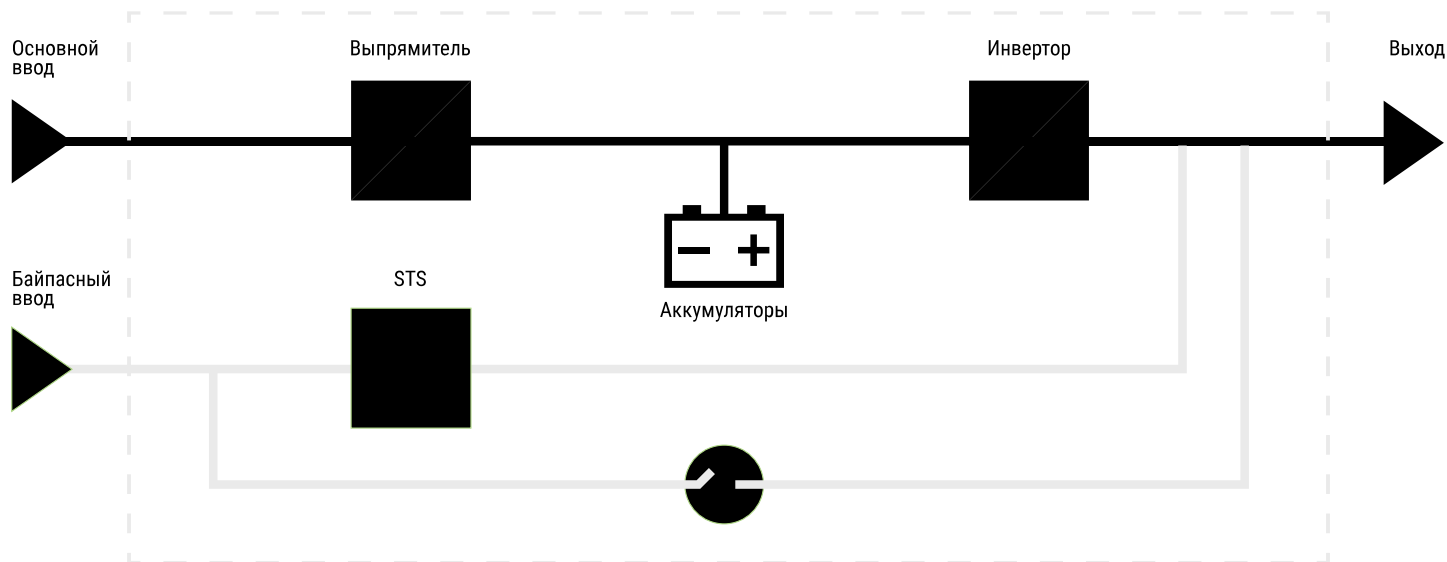 Основной
ввод
Выпрямитель
Инвертор
Выход
Байпасный
ввод
STS
Аккумуляторы